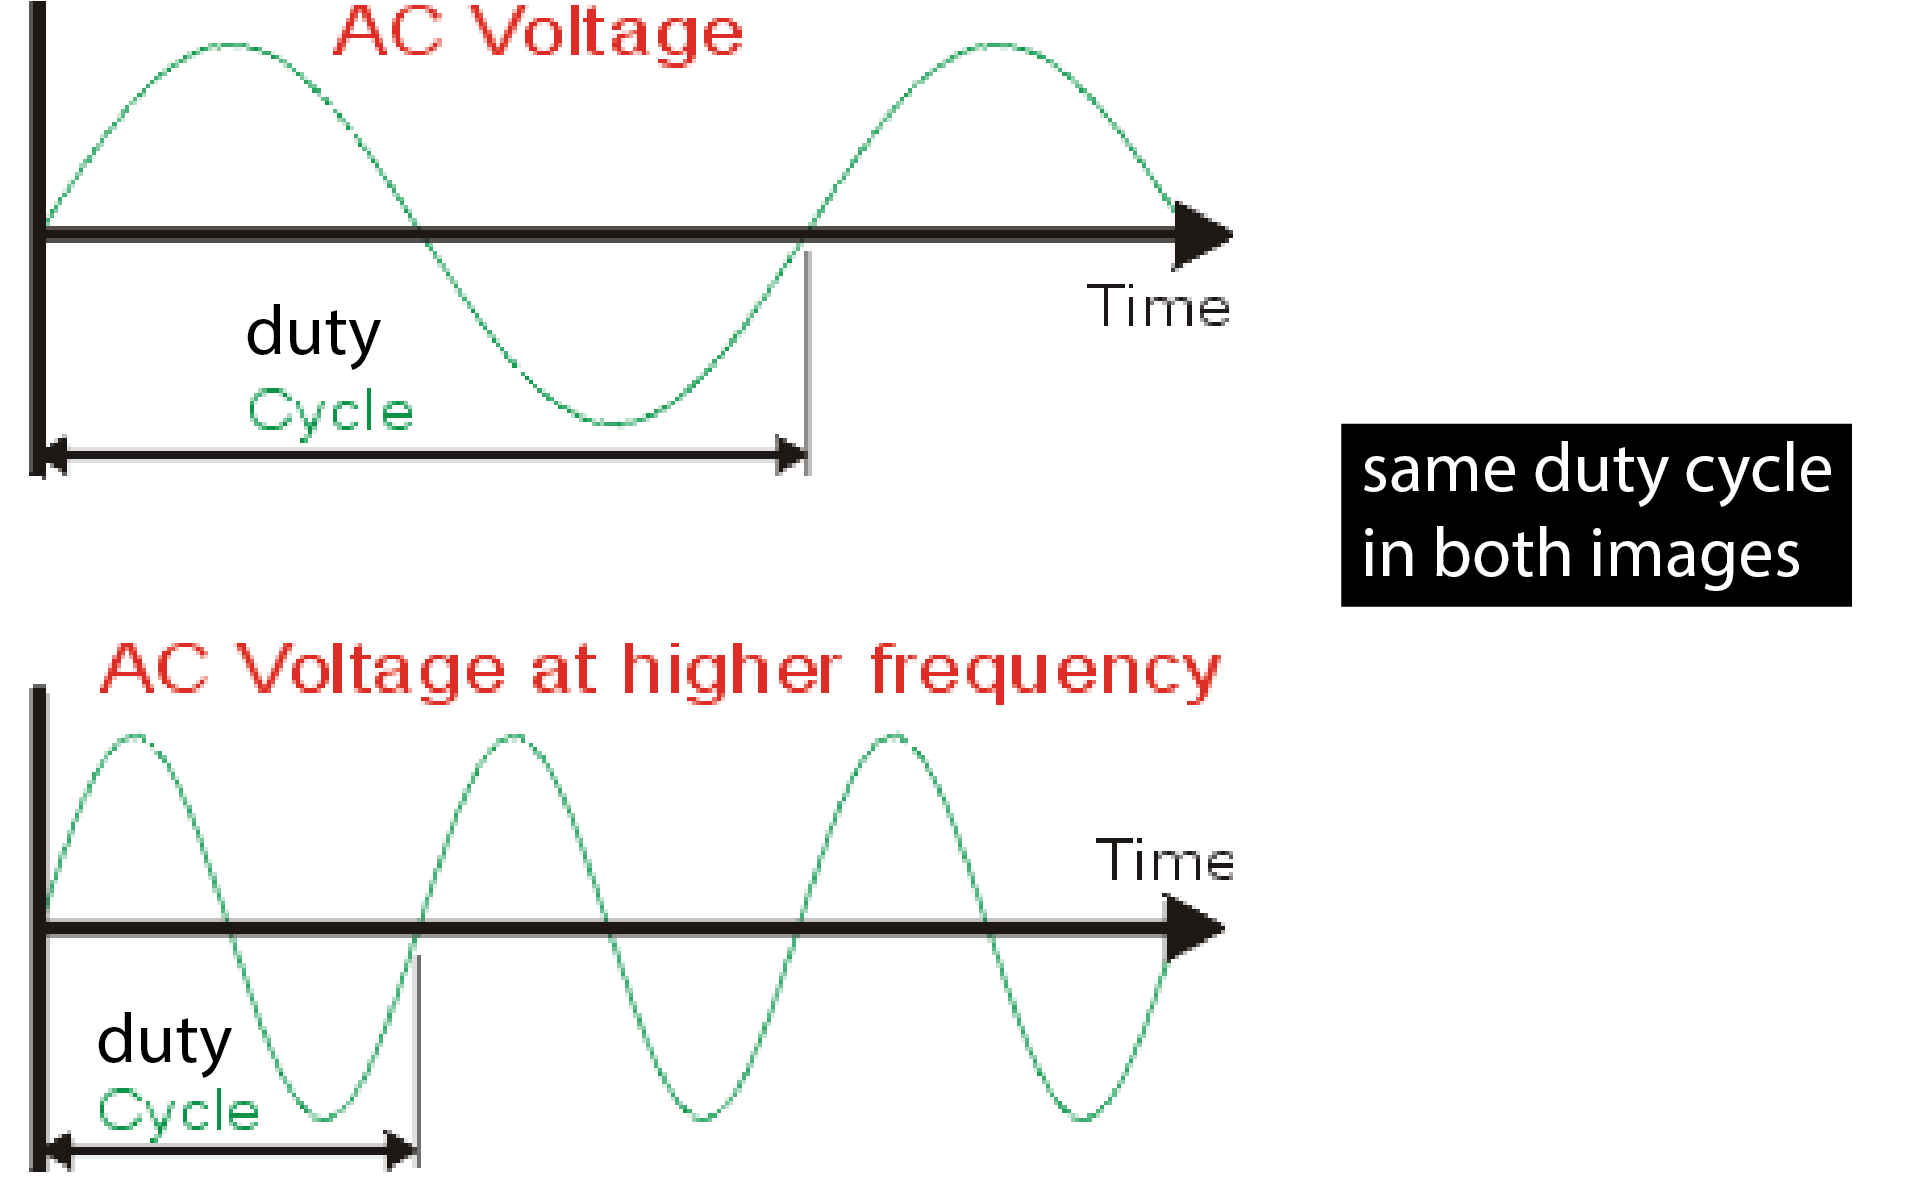 AC Voltage
Time
duty
Cycle
same duty cycle
in both images
AC Voltage at higher frequency
Time
duty
Cycle